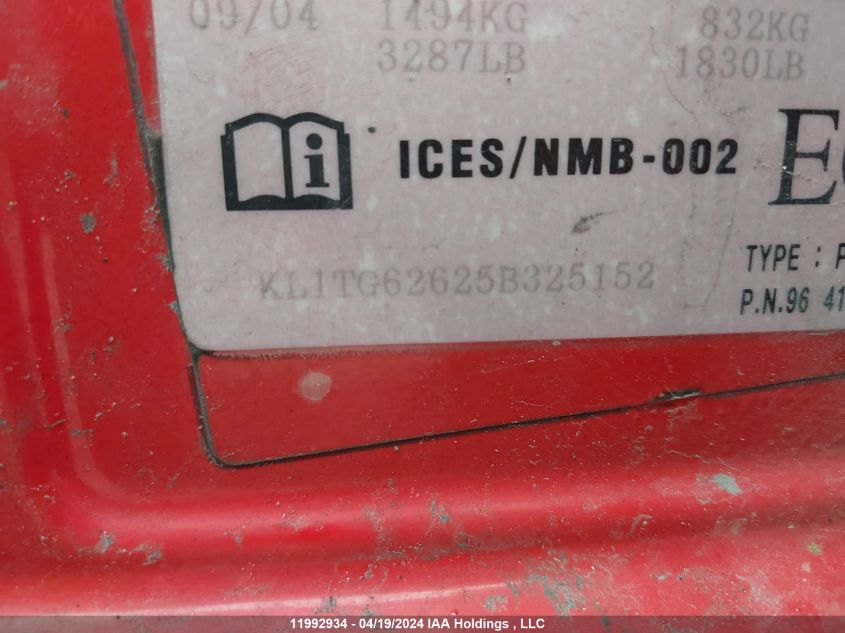 09/04 1494KG 832KG
3287LB 1830LB
i ICES/NMB-002
KL1TG62625B325152 TYPE : P
P.N.96 41
11992934 - 04/19/2024 IAA Holdings , LLC